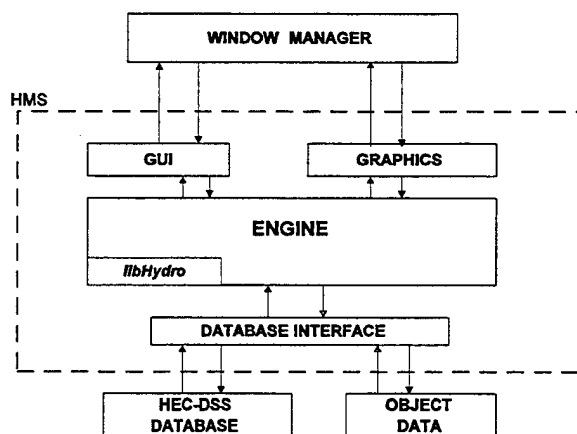 WINDOW MANAGER
HMS
GUI
GRAPHICS
ENGINE
libHydro
DATABASE INTERFACE
HEC-DSS
DATABASE
OBJECT
DATA